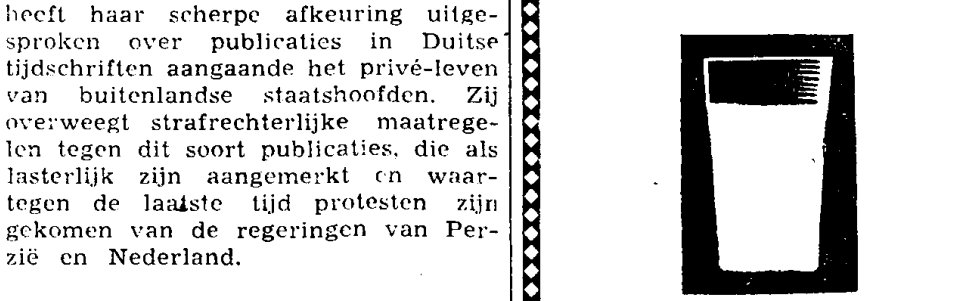 heeft haar scherpe afkeuring uitge-
sproken over publicaties in Duitse
tijdschriften aangaande het privé-leven
van buitenlandse staatshoofden. Zij
overweegt strafrechterlijke maatrege-
len tegen dit soort publicaties, die als
lasterlijk zijn aangemerkt en waar-
tegen de laatste tijd protesten zijn
gekomen van de regeringen van Per-
zië en Nederland.